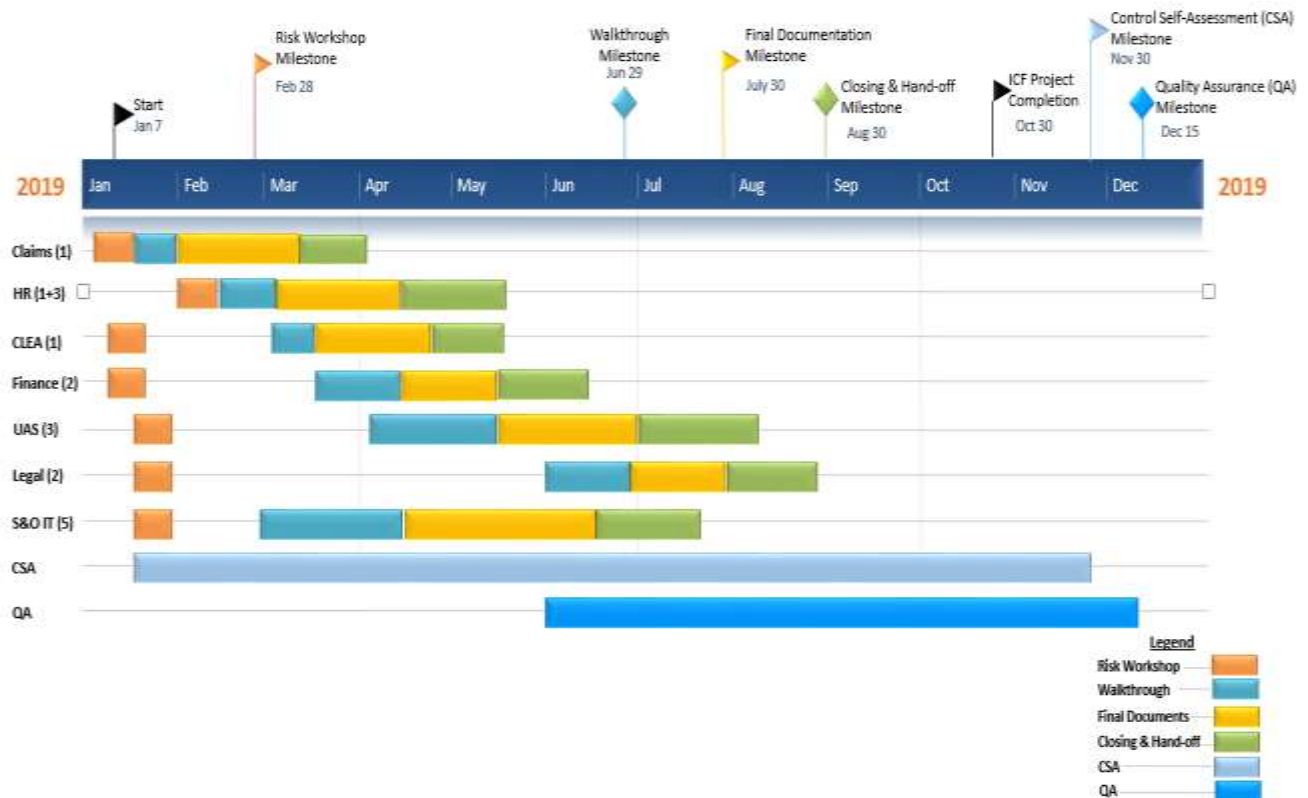 Control Self-Assessment (CSA)
Milestone
Nov 30
Risk Workshop
Milestone
Feb 28
Walkthrough
Milestone
Jun 29
Final Documentation
Milestone
July 30
Start
Jan 7
Closing & Hand-off
Milestone
Aug 30
ICF Project
Completion
Oct 30
Quality Assurance (QA)
Milestone
Dec 15
2019 Jan Feb Mar Apr May Jun Jul Aug Sep Oct Nov Dec 2019
Claims (1)
HR (1+3)
CLEA (1)
Finance (2)
UAS (3)
Legal (2)
S&O IT (5)
CSA
QA
Legend
Risk Workshop
Walkthrough
Final Documents
Closing & Hand-off
CSA
QA